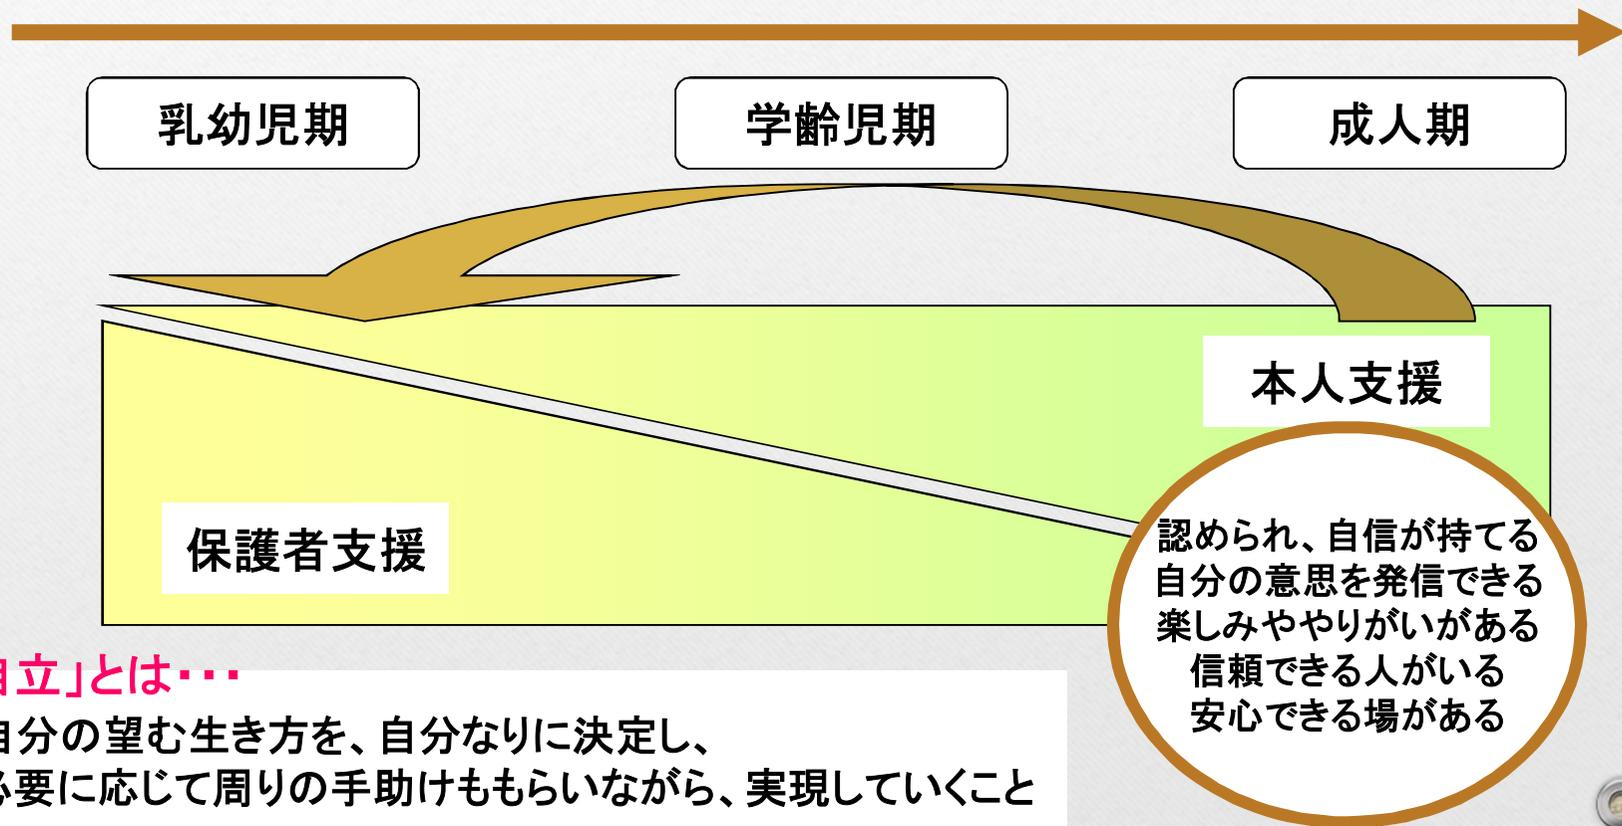 乳幼児期
学齢児期
成人期
本人支援
保護者支援
認められ、自信が持てる
自分の意思を発信できる
楽しみややりがいがある
信頼できる人がいる
安心できる場がある
自立」とは・・・
自分の望む生き方を、自分なりに決定し、
必要に応じて周りの手助けももらいながら、実現していくこと